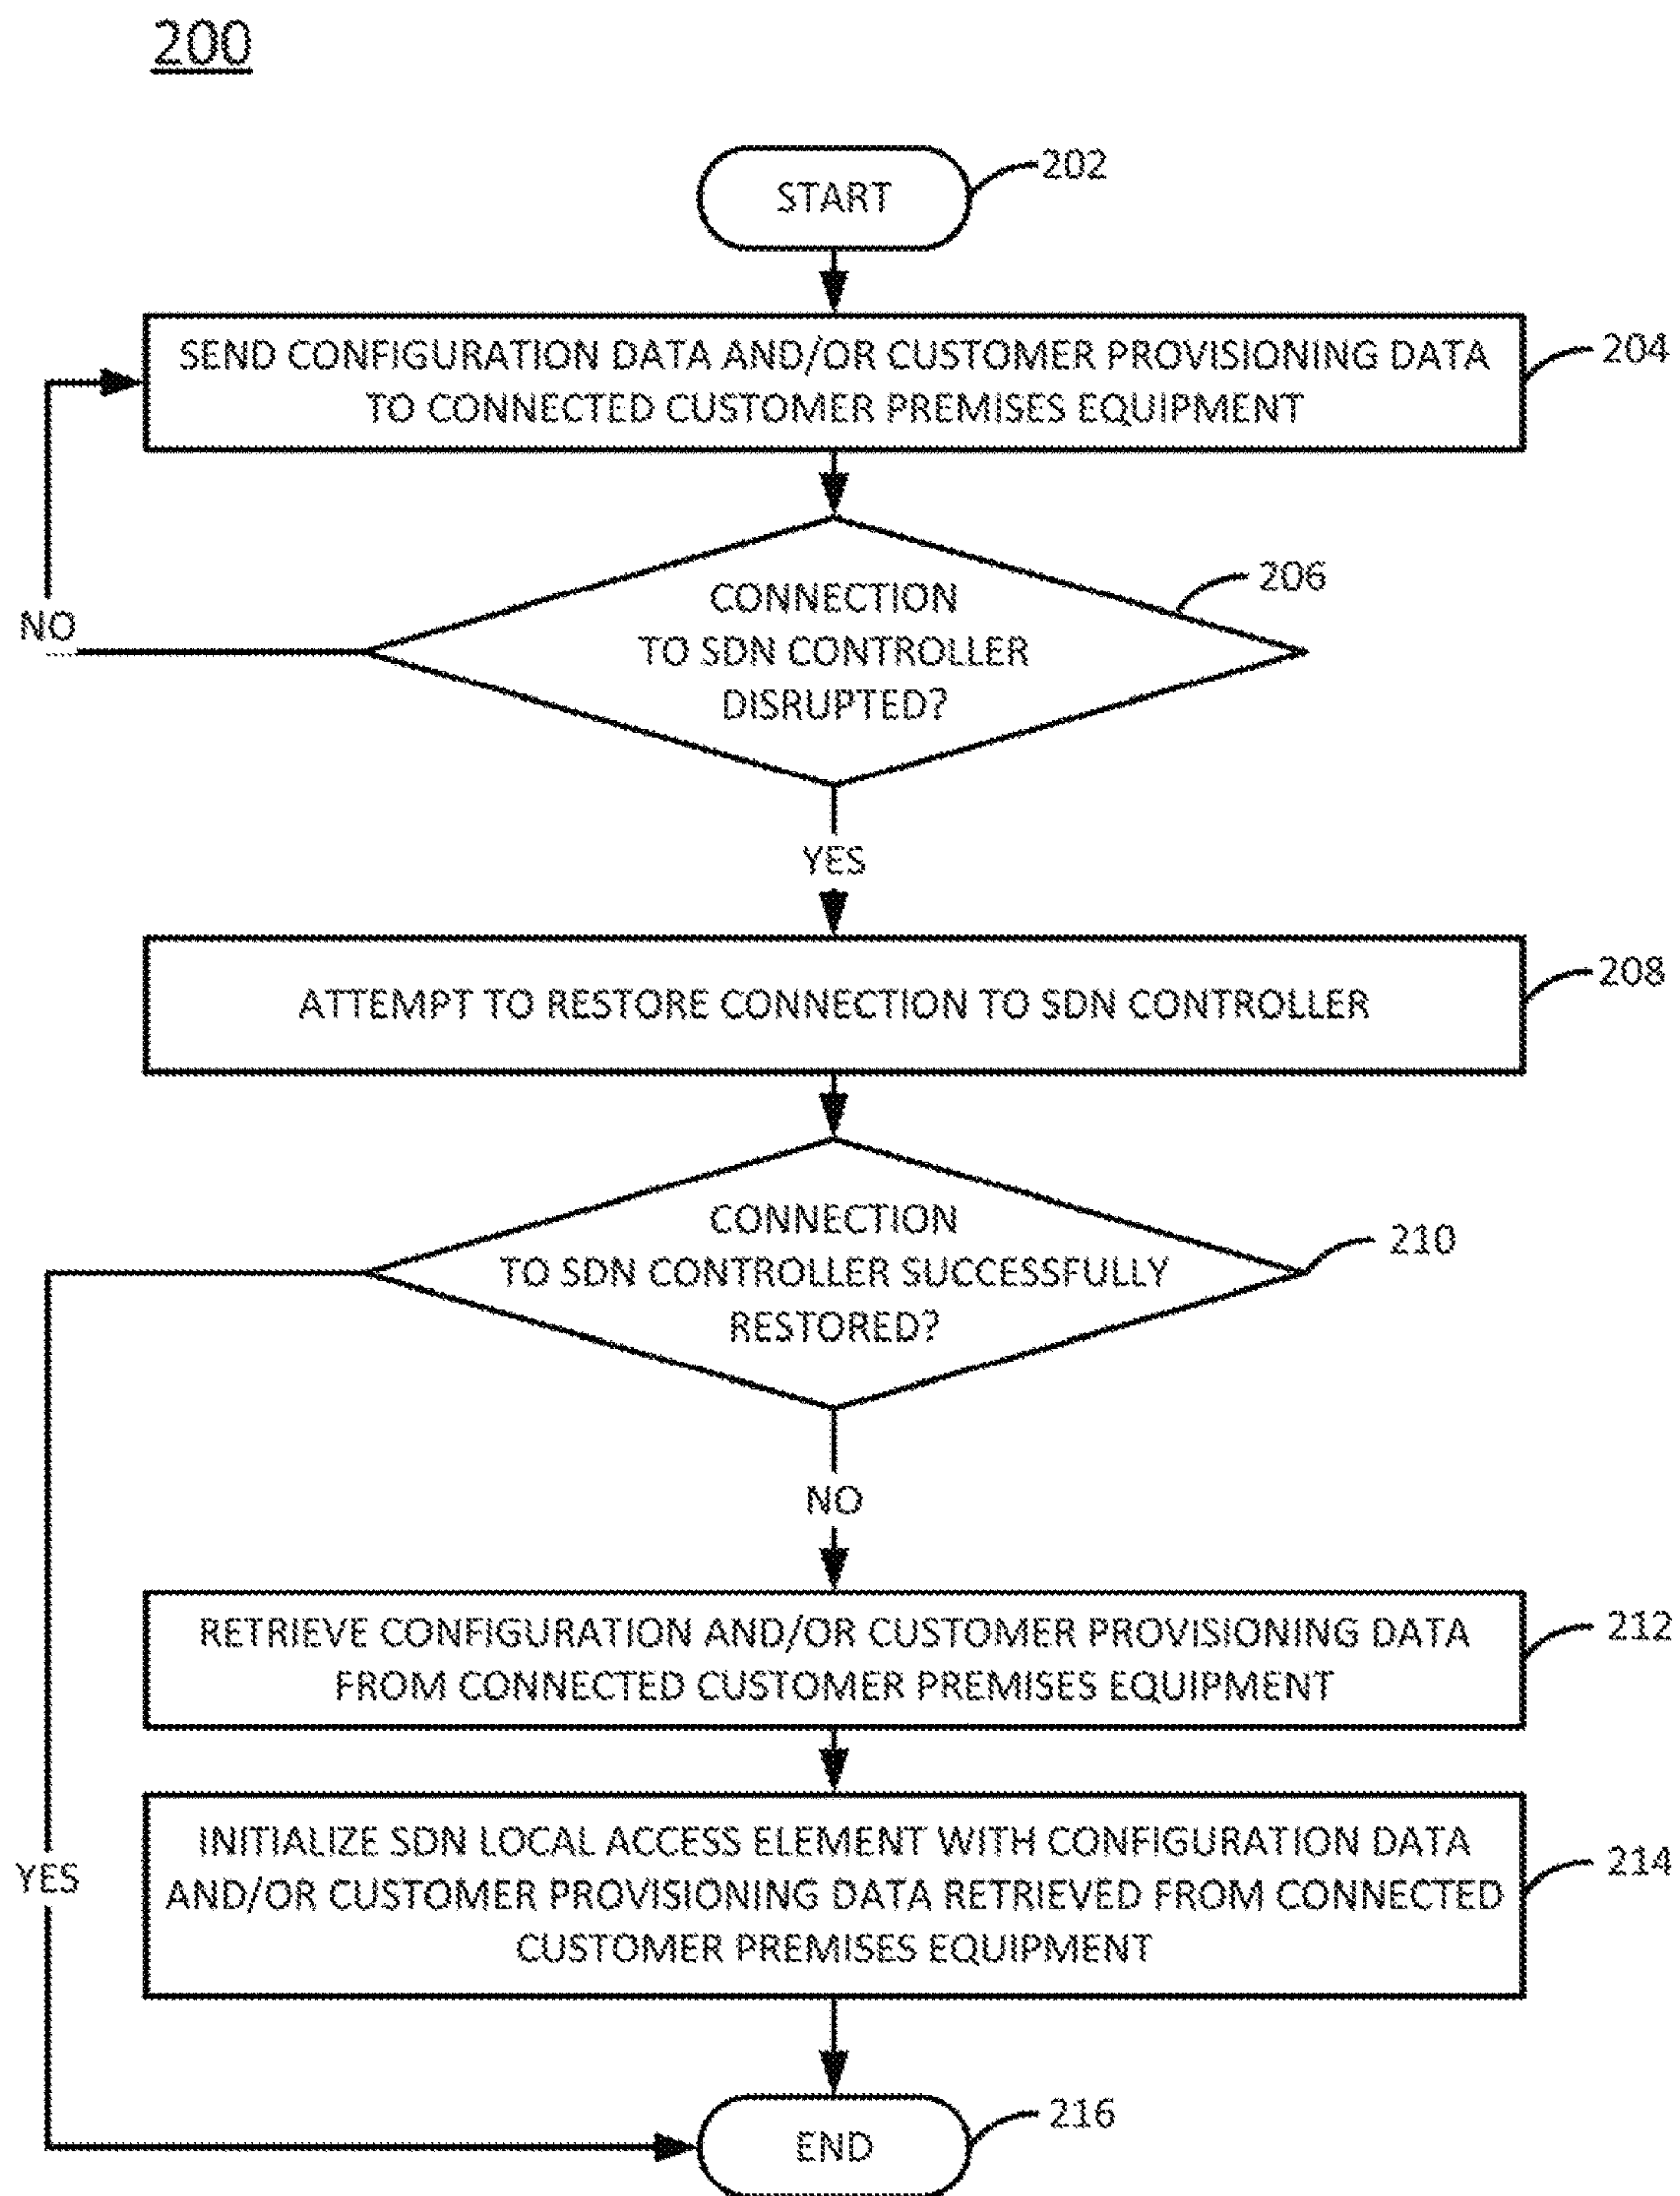 200
START
202
SEND CONFIGURATION DATA AND/OR CUSTOMER PROVISIONING DATA
TO CONNECTED CUSTOMER PREMISES EQUIPMENT
204
CONNECTION
TO SDN CONTROLLER
DISRUPTED?
206
NO
YES
ATTEMPT TO RESTORE CONNECTION TO SDN CONTROLLER
208
CONNECTION
TO SDN CONTROLLER SUCCESSFULLY
RESTORED?
210
NO
RETRIEVE CONFIGURATION AND/OR CUSTOMER PROVISIONING DATA
FROM CONNECTED CUSTOMER PREMISES EQUIPMENT
212
INITIALIZE SDN LOCAL ACCESS ELEMENT WITH CONFIGURATION DATA
AND/OR CUSTOMER PROVISIONING DATA RETRIEVED FROM CONNECTED
CUSTOMER PREMISES EQUIPMENT
214
YES
END
216